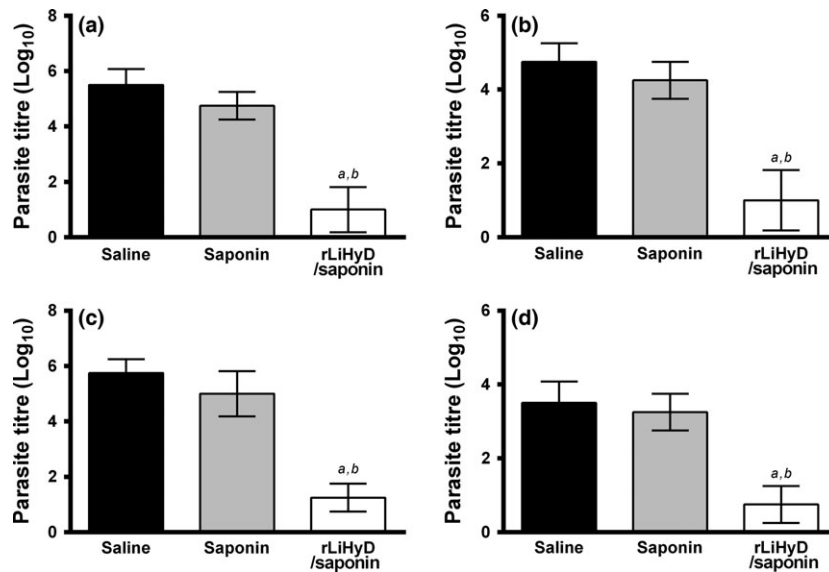 (a)
Parasite titre (Log10)
8
6
4
2
0
a,b
Saline
Saponin
rLiHyD
/saponin
(b)
Parasite titre (Log10)
6
4
2
0
a,b
Saline
Saponin
rLiHyD
/saponin
(c)
Parasite titre (Log10)
8
6
4
2
0
a,b
Saline
Saponin
rLiHyD
/saponin
(d)
Parasite titre (Log10)
6
4
2
0
a,b
Saline
Saponin
rLiHyD
/saponin